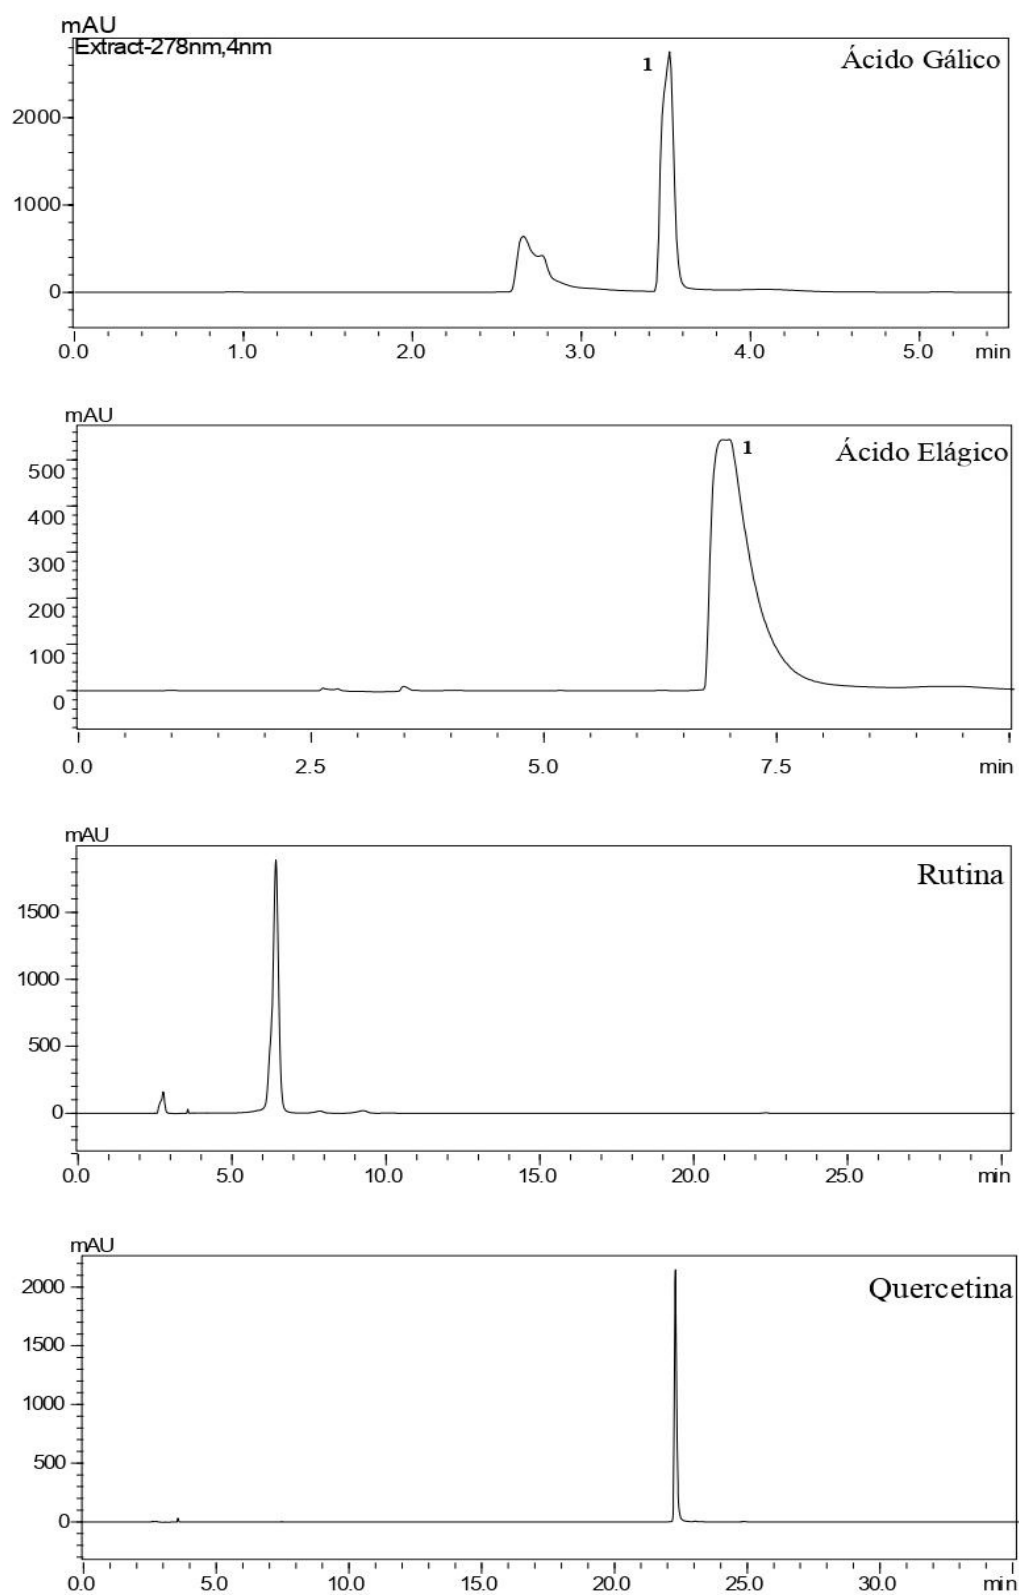 mAU
Extract-278nm,4nm
1
Ácido Gálico
2000
1000
0
0.0 1.0 2.0 3.0 4.0 5.0 min
mAU
1
Ácido Elágico
500
400
300
200
100
0
0.0 2.5 5.0 7.5 min
mAU
Rutina
1500
1000
500
0
0.0 5.0 10.0 15.0 20.0 25.0 min
mAU
Quercetina
2000
1500
1000
500
0
0.0 5.0 10.0 15.0 20.0 25.0 30.0 min